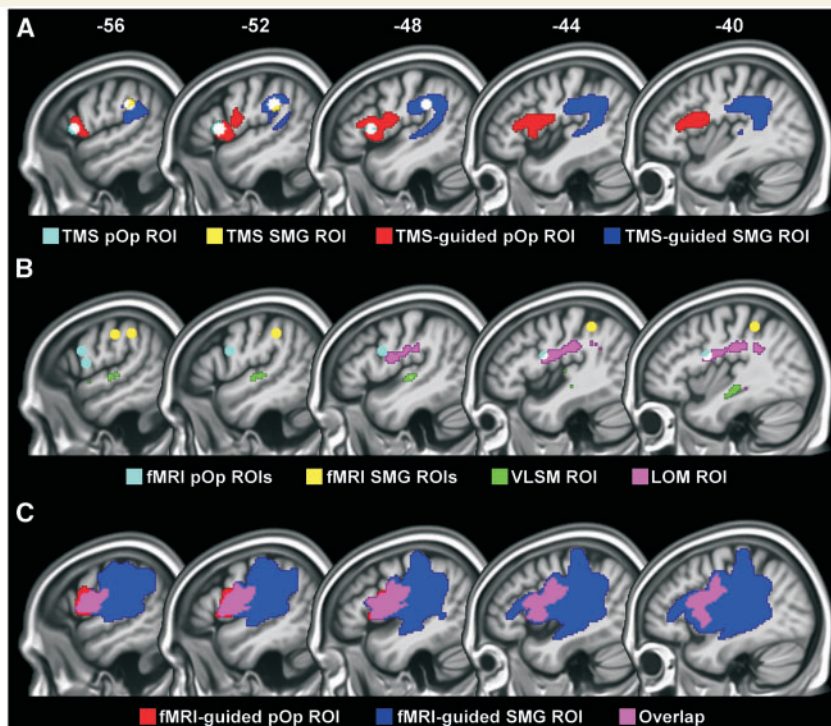 A
-56 -52 -48 -44 -40
TMS pOp ROI TMS SMG ROI TMS-guided pOp ROI TMS-guided SMG ROI
B
fMRI pOp ROIs fMRI SMG ROIs VLSM ROI LOM ROI
C
fMRI-guided pOp ROI fMRI-guided SMG ROI Overlap